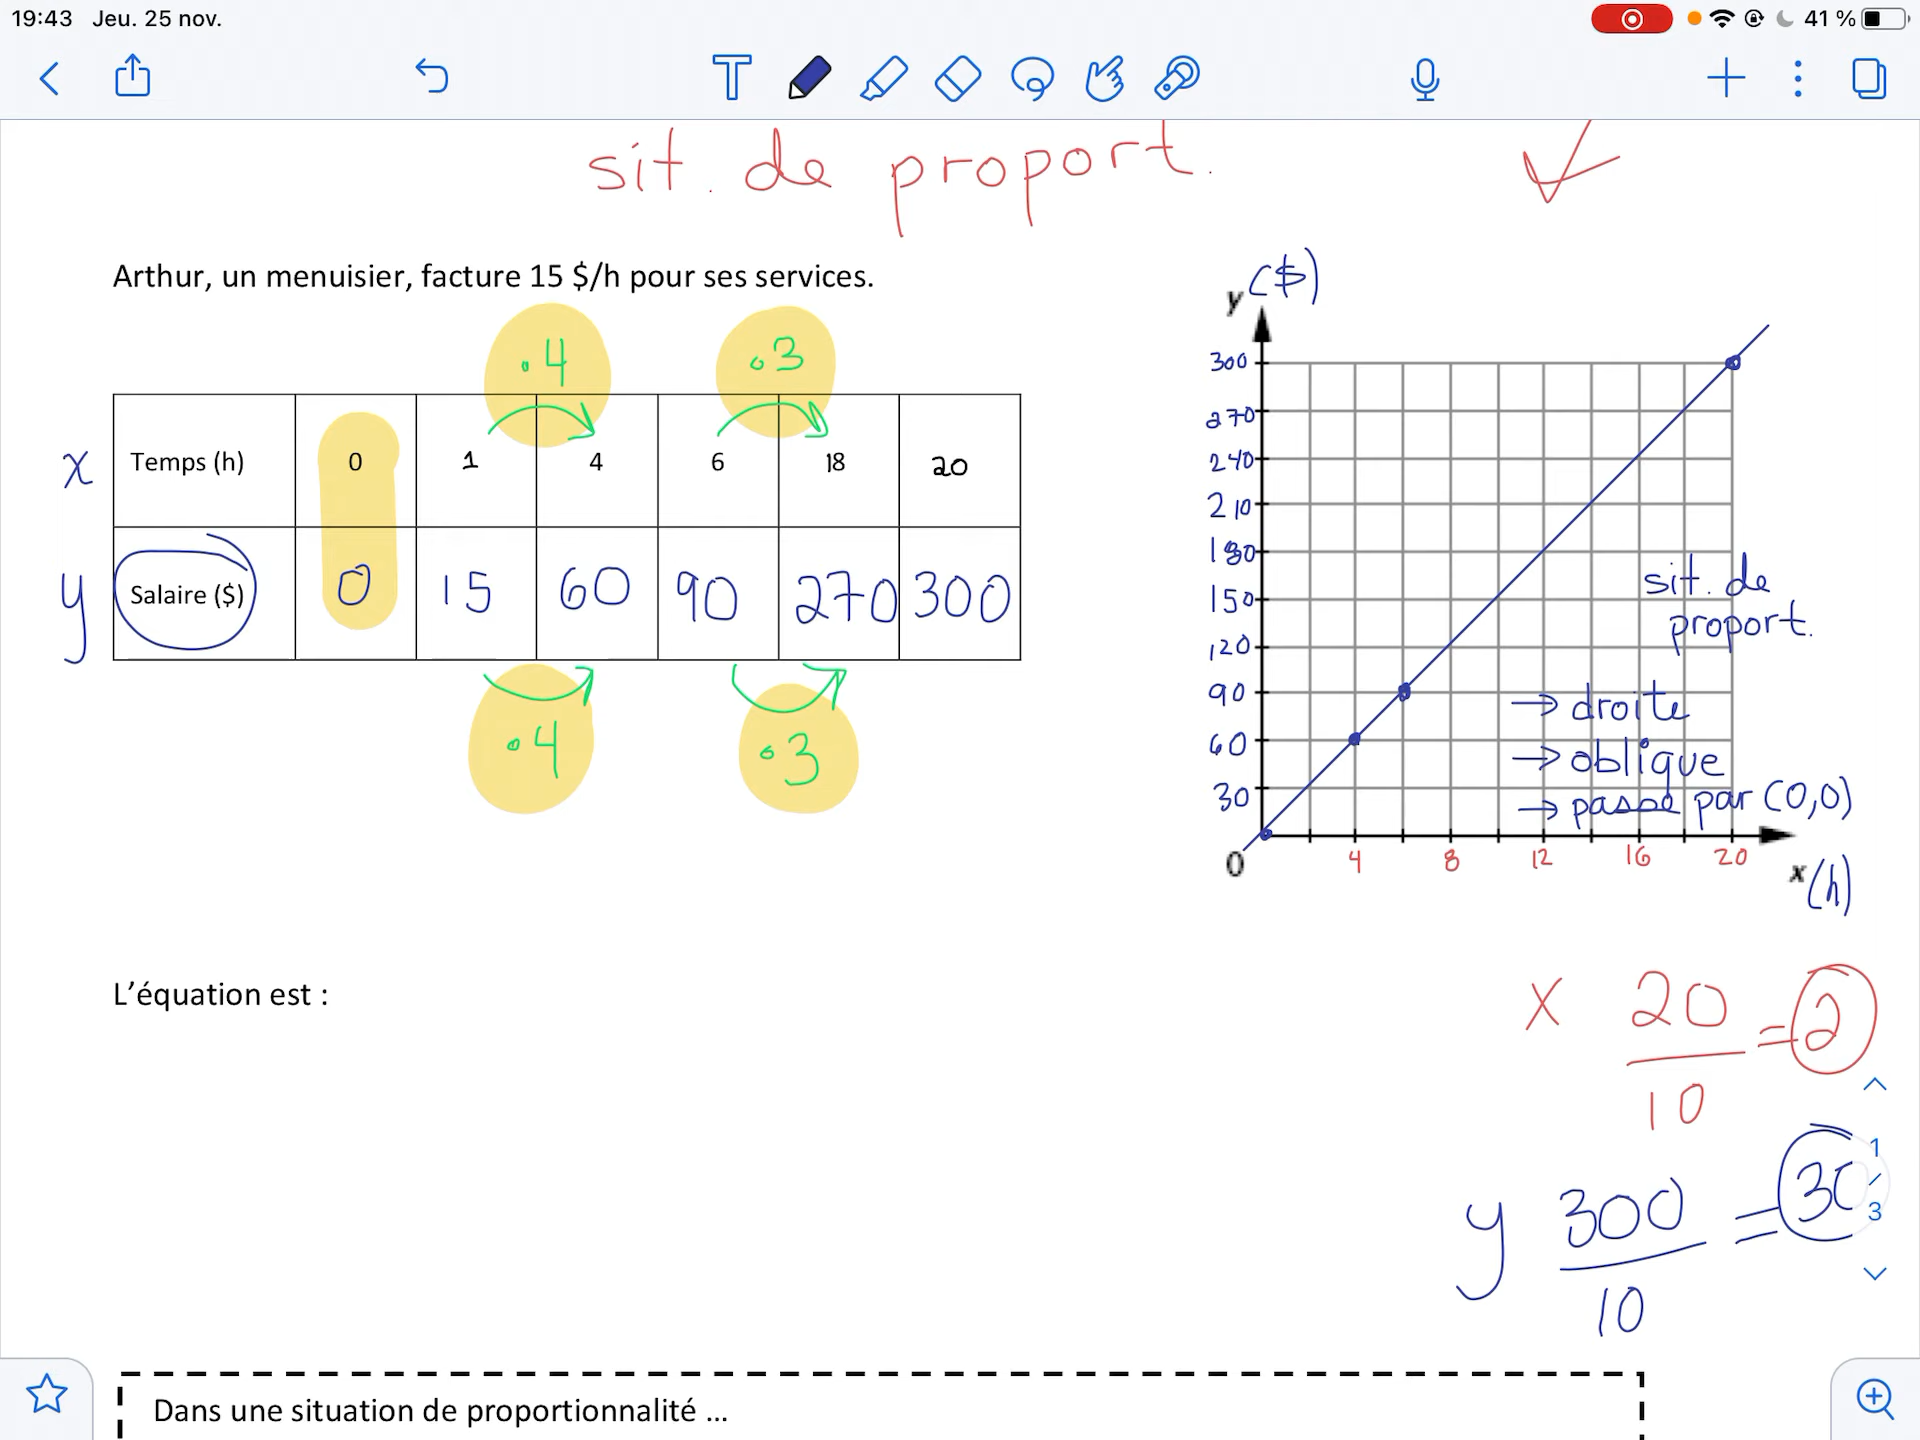 19:43 Jeu. 25 nov.
41 %
sit. de proport.
Arthur, un menuisier, facture 15 $/h pour ses services.
.4 .3
x Temps (h) 0 1 4 6 18 20
y Salaire ($) 0 15 60 90 270 300
.4 .3
y ($)
300
270
240
210
180
150
120
90
60
30
0 4 8 12 16 20
x (h)
sit. de
proport.
→ droite
→ oblique
→ passe par (0,0)
L'équation est :
x 20/10 = 2
y 300/10 = 30
1
/
3
Dans une situation de proportionnalité ...